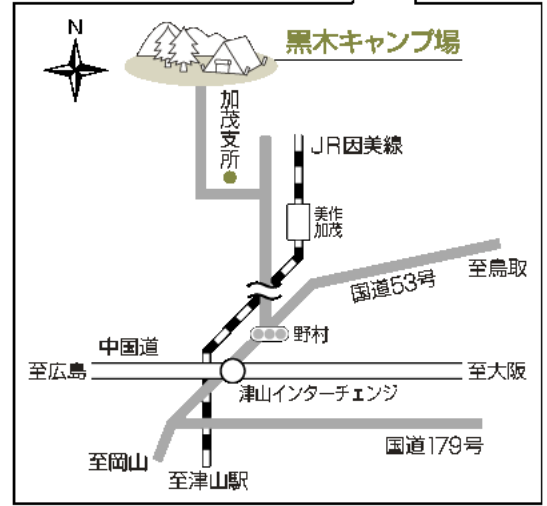 N
黒木キャンプ場
加茂支所
JR因美線
美作
加茂
至鳥取
国道53号
野村
中国道
至広島
至大阪
津山インターチェンジ
国道179号
至岡山
至津山駅